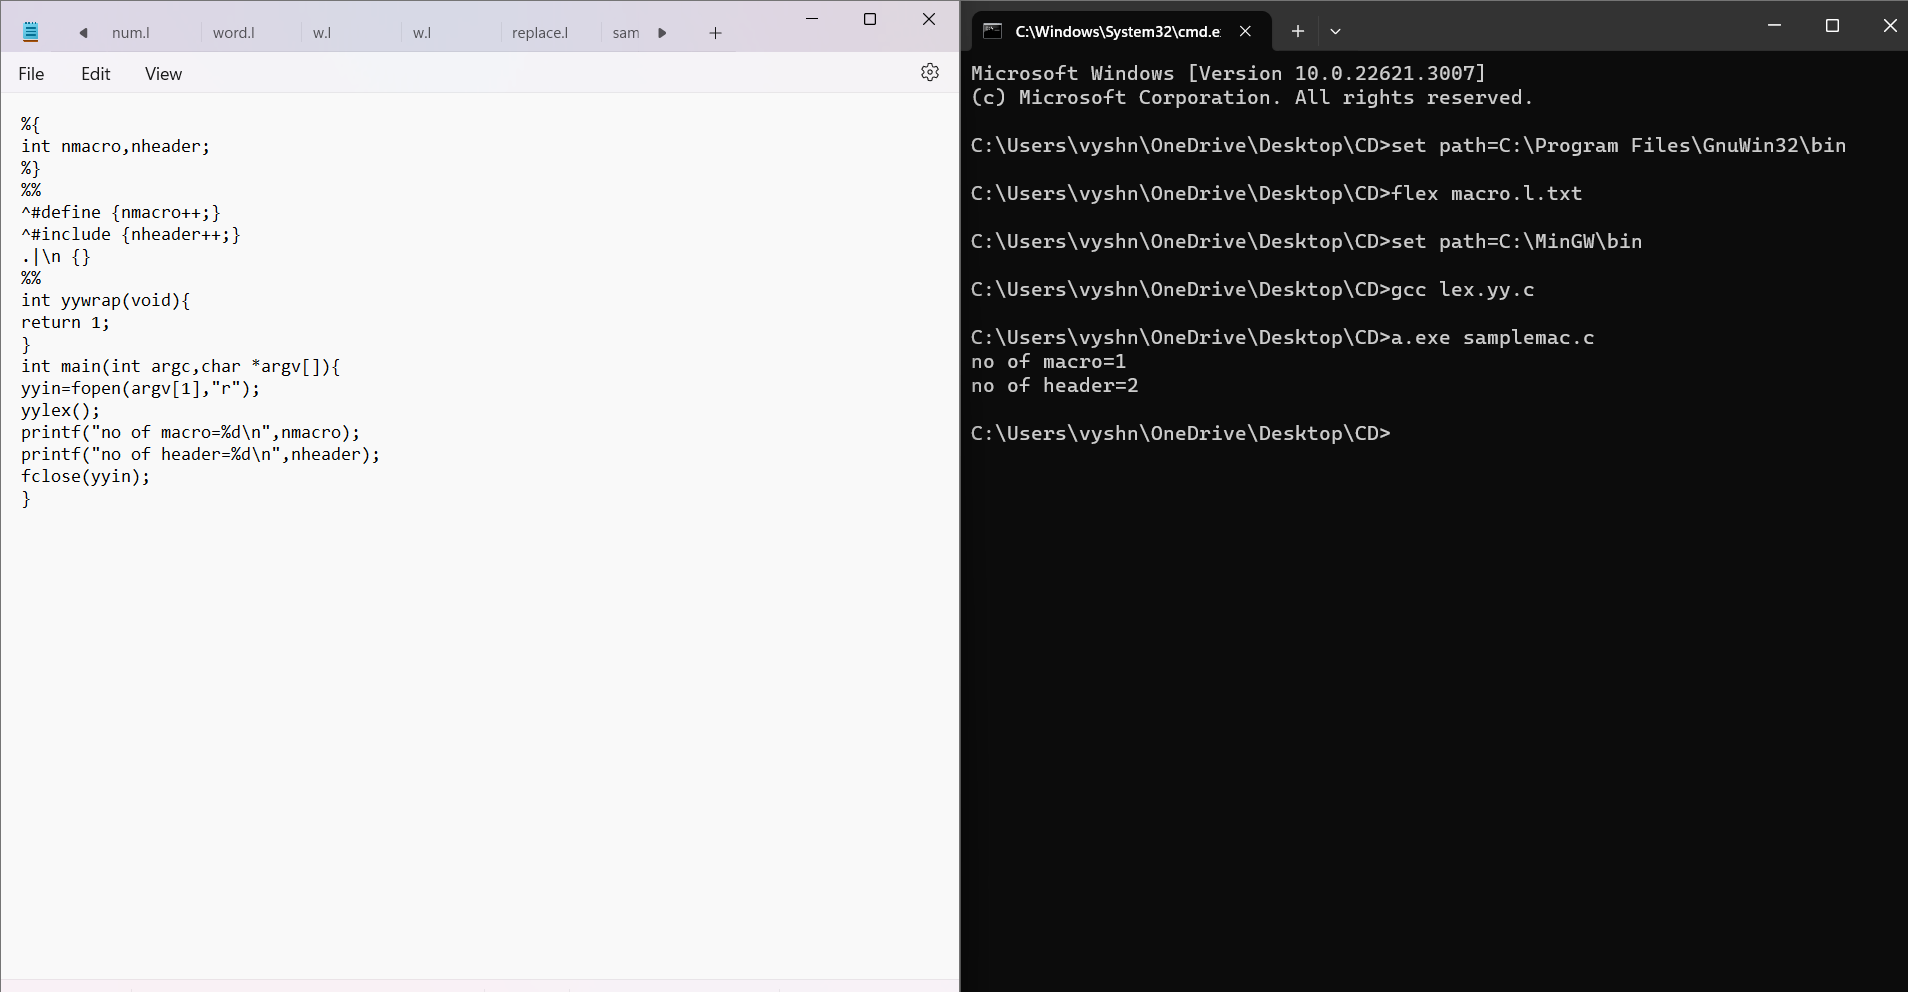 num.l
word.l
w.l
w.l
replace.l
sam
File Edit View
%{
int nmacro,nheader;
%}
%%
^#define {nmacro++;}
^#include {nheader++;}
.|\n {}
%%
int yywrap(void){
return 1;
}
int main(int argc,char *argv[]){
yyin=fopen(argv[1],"r");
yylex();
printf("no of macro=%d\n",nmacro);
printf("no of header=%d\n",nheader);
fclose(yyin);
}
C:\Windows\System32\cmd.e
Microsoft Windows [Version 10.0.22621.3007]
(c) Microsoft Corporation. All rights reserved.
C:\Users\vyshn\OneDrive\Desktop\CD>set path=C:\Program Files\GnuWin32\bin
C:\Users\vyshn\OneDrive\Desktop\CD>flex macro.l.txt
C:\Users\vyshn\OneDrive\Desktop\CD>set path=C:\MinGW\bin
C:\Users\vyshn\OneDrive\Desktop\CD>gcc lex.yy.c
C:\Users\vyshn\OneDrive\Desktop\CD>a.exe samplemac.c
no of macro=1
no of header=2
C:\Users\vyshn\OneDrive\Desktop\CD>